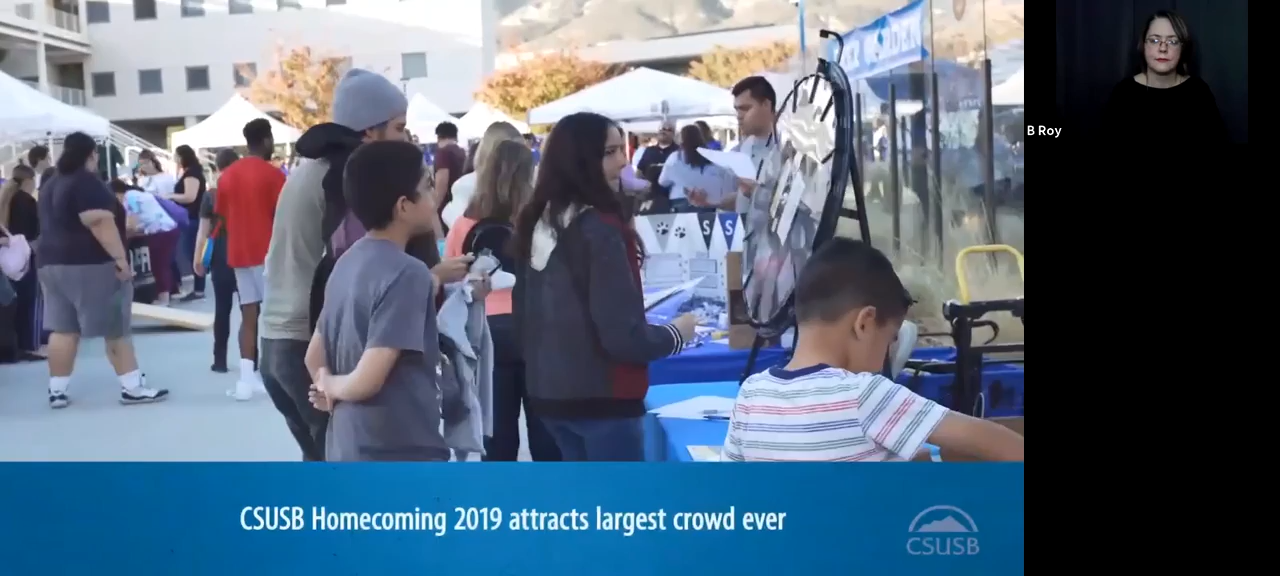 B Roy
S S
CSUSB Homecoming 2019 attracts largest crowd ever
CSUSB